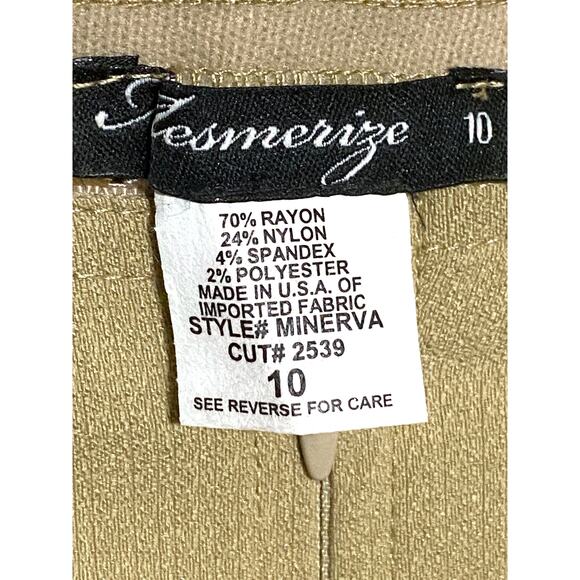 Mesmerize 10
70% RAYON
24% NYLON
4% SPANDEX
2% POLYESTER
MADE IN U.S.A. OF
IMPORTED FABRIC
STYLE# MINERVA
CUT# 2539
10
SEE REVERSE FOR CARE